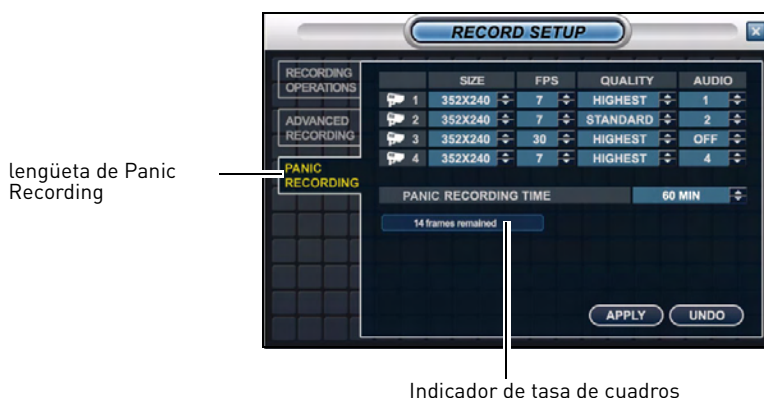 RECORD SETUP
RECORDING
OPERATIONS
ADVANCED
RECORDING
PANIC
RECORDING
SIZE FPS QUALITY AUDIO
1 352X240 7 HIGHEST 1
2 352X240 7 STANDARD 2
3 352X240 30 HIGHEST OFF
4 352X240 7 HIGHEST 4
PANIC RECORDING TIME 60 MIN
14 frames remained
APPLY UNDO
lengüeta de Panic
Recording
Indicador de tasa de cuadros